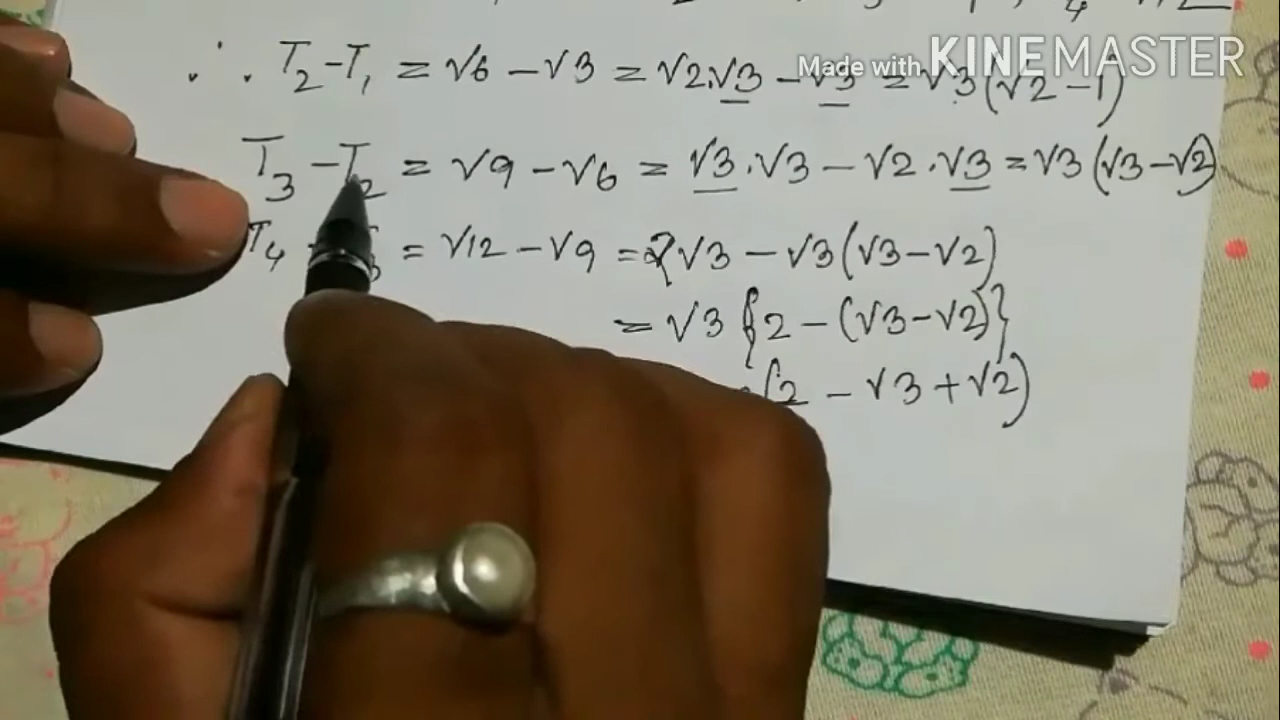 Made with KINEMASTER
∴ T₂ - T₁ = √6 - √3 = √2.√3 - √3 = √3(√2 - 1)
T₃ - T₂ = √9 - √6 = √3.√3 - √2.√3 = √3(√3 - √2)
T₄ = √12 - √9 = 2√3 - √3(√3 - √2)
= √3{2 - (√3 - √2)}
(2 - √3 + √2)